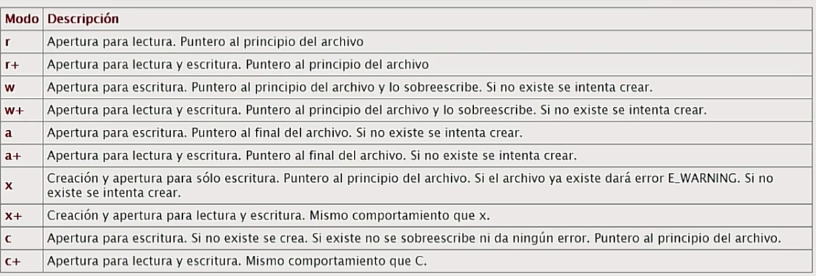 Modo Descripción
r Apertura para lectura. Puntero al principio del archivo
r+ Apertura para lectura y escritura. Puntero al principio del archivo
w Apertura para escritura. Puntero al principio del archivo y lo sobreescribe. Si no existe se intenta crear.
w+ Apertura para lectura y escritura. Puntero al principio del archivo y lo sobreescribe. Si no existe se intenta crear.
a Apertura para escritura. Puntero al final del archivo. Si no existe se intenta crear.
a+ Apertura para lectura y escritura. Puntero al final del archivo. Si no existe se intenta crear.
x Creación y apertura para sólo escritura. Puntero al principio del archivo. Si el archivo ya existe dará error E_WARNING. Si no
existe se intenta crear.
x+ Creación y apertura para lectura y escritura. Mismo comportamiento que x.
c Apertura para escritura. Si no existe se crea. Si existe no se sobreescribe ni da ningún error. Puntero al principio del archivo.
c+ Apertura para lectura y escritura. Mismo comportamiento que C.